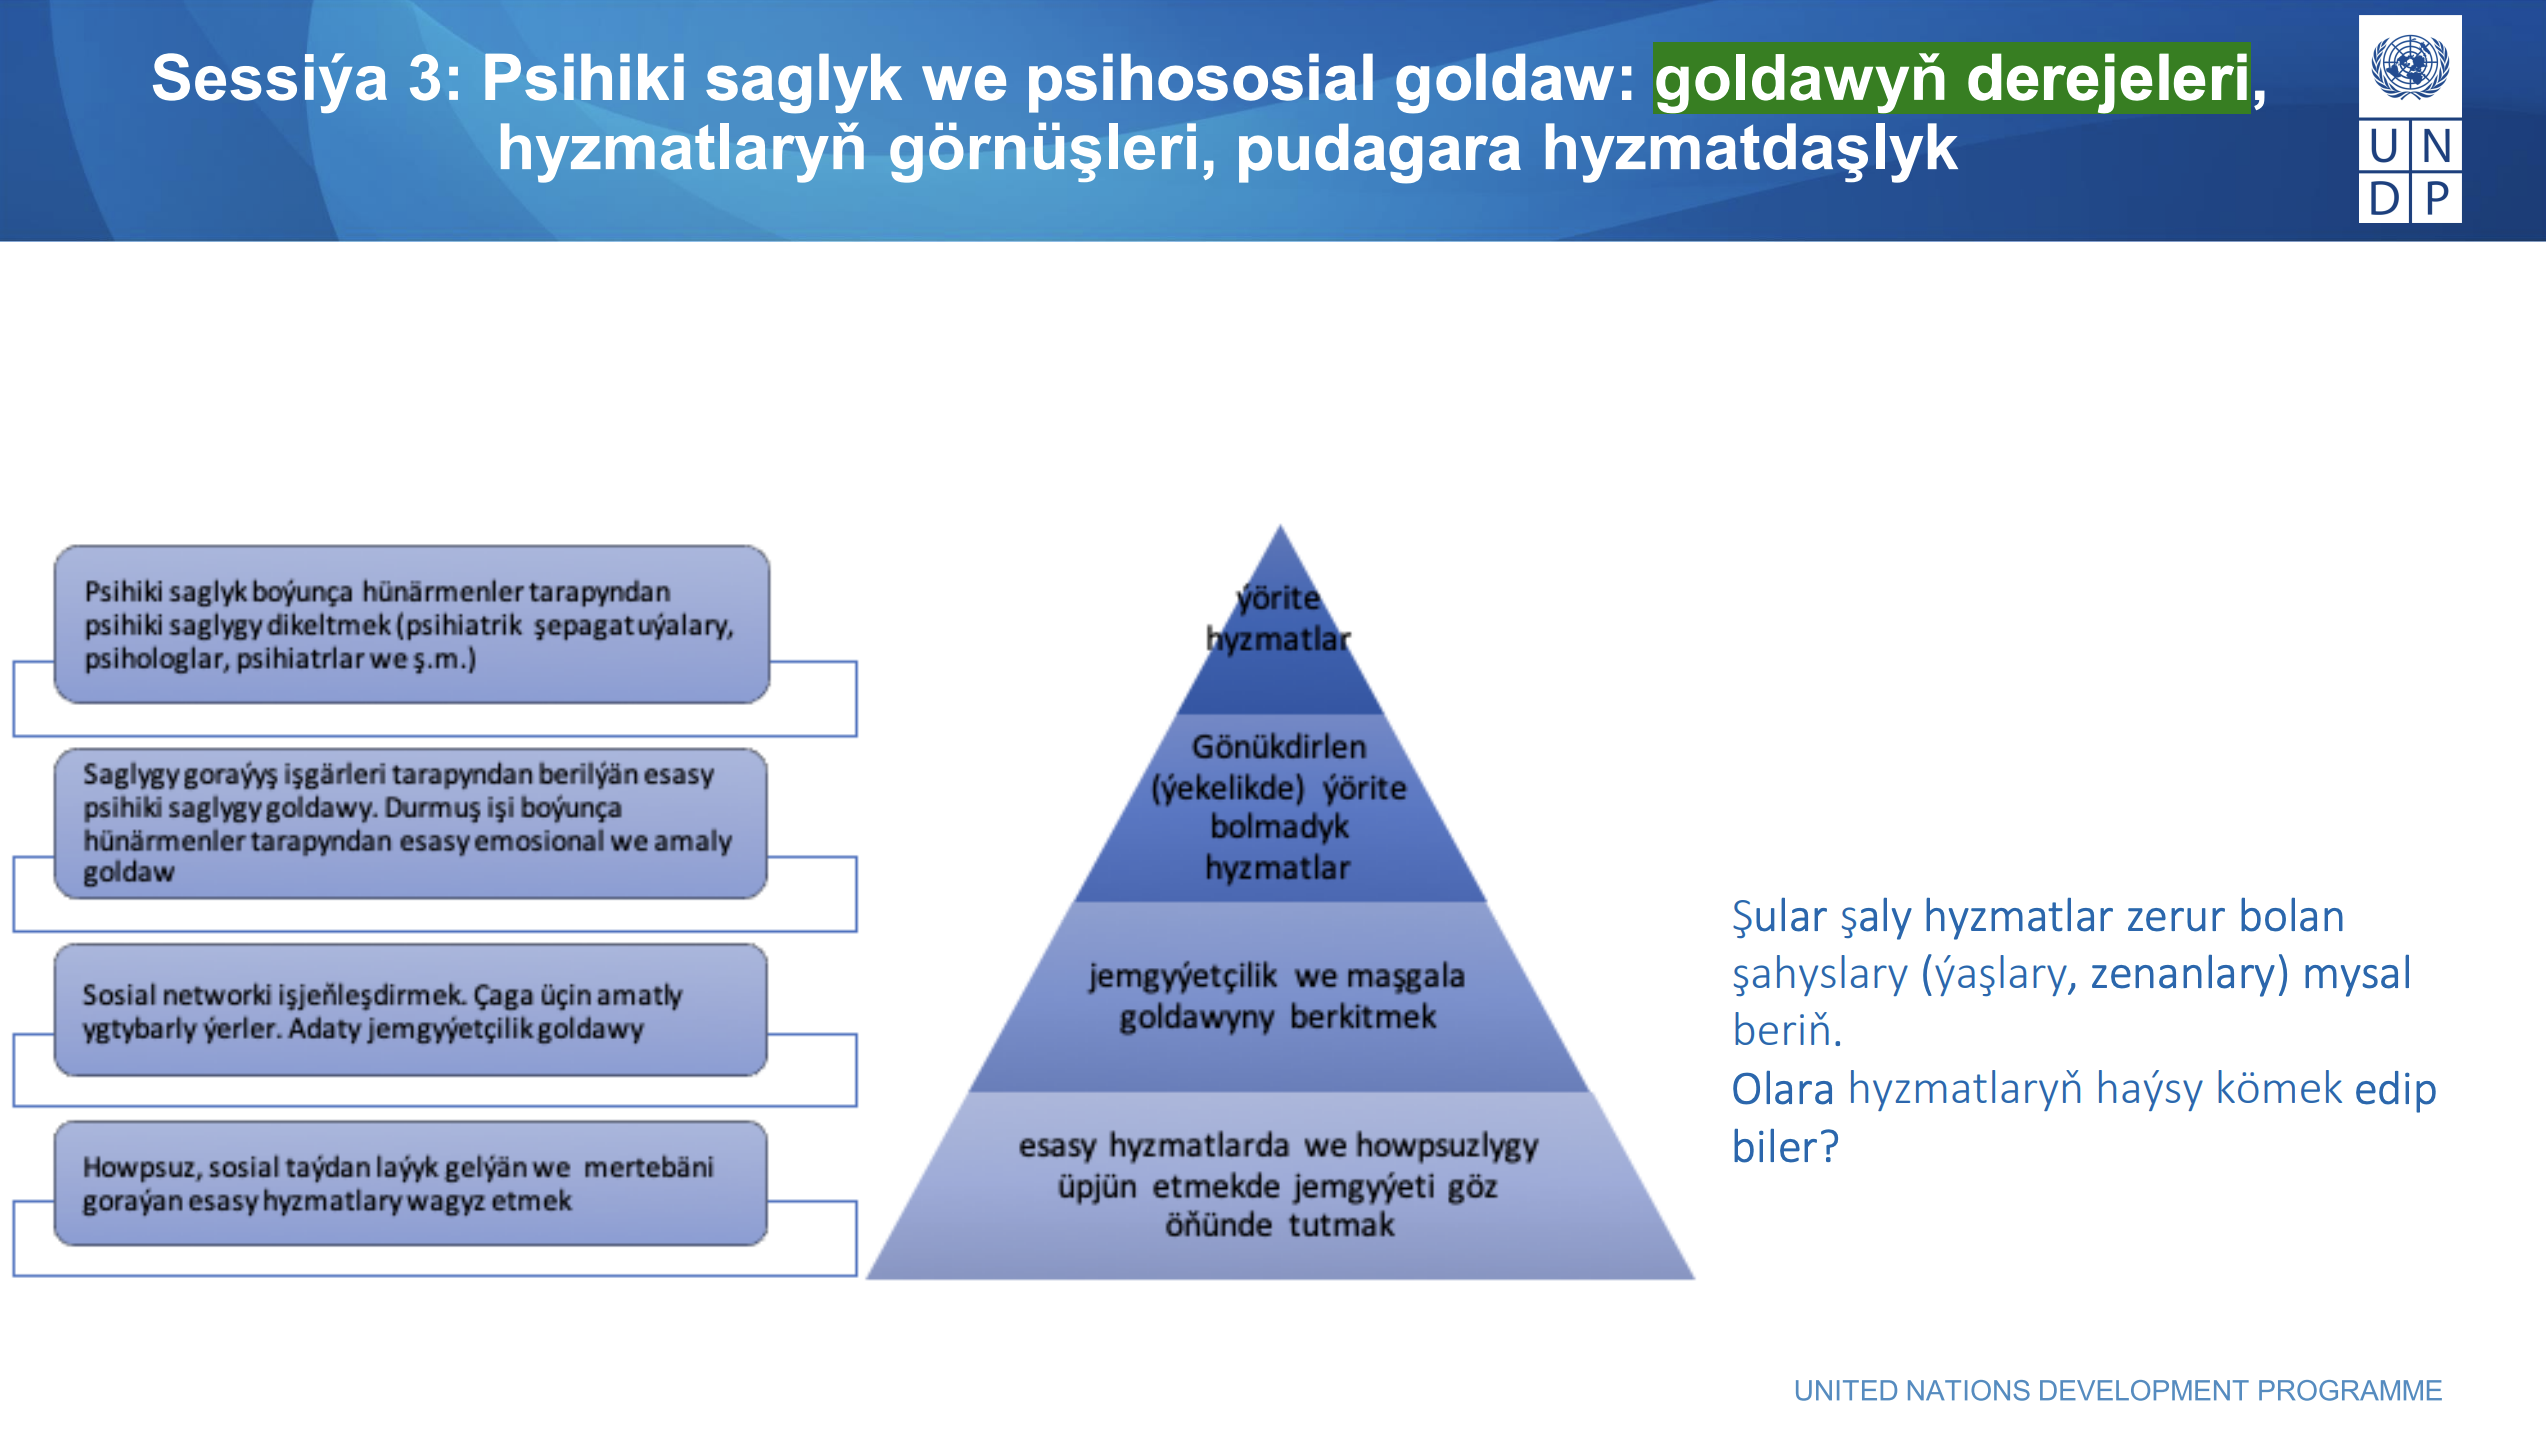 Sessiýa 3: Psihiki saglyk we psihososial goldaw: goldawyň derejeleri,
hyzmatlaryň görnüşleri, pudagara hyzmatdaşlyk
U N
D P
Psihiki saglyk boýunça hünärmenler tarapyndan
psihiki saglygy dikeltmek (psihiatrik şepagat uýalary,
psihologlar, psihiatrlar we ş.m.)
Saglygy goraýyş işgärleri tarapyndan berilýän esasy
psihiki saglygy goldawy. Durmuş işi boýunça
hünärmenler tarapyndan esasy emosional we amaly
goldaw
Sosial networki işjeňleşdirmek. Çaga üçin amatly
ygtybarly ýerler. Adaty jemgyýetçilik goldawy
Howpsuz, sosial taýdan laýyk gelýän we mertebäni
goraýan esasy hyzmatlary wagyz etmek
ýörite
hyzmatlar
Gönükdirlen
(ýekelikde) ýörite
bolmadyk
hyzmatlar
jemgyýetçilik we maşgala
goldawyny berkitmek
esasy hyzmatlarda we howpsuzlygy
üpjün etmekde jemgyýeti göz
öňünde tutmak
Şular şaly hyzmatlar zerur bolan
şahyslary (ýaşlary, zenanlary) mysal
beriň.
Olara hyzmatlaryň haýsy kömek edip
biler?
UNITED NATIONS DEVELOPMENT PROGRAMME